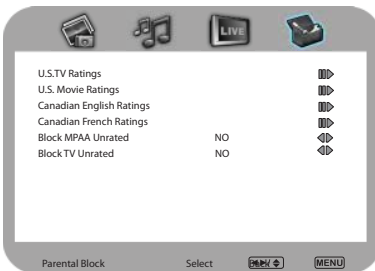 LIVE
U.S.TV Ratings
U.S. Movie Ratings
Canadian English Ratings
Canadian French Ratings
Block MPAA Unrated NO
Block TV Unrated NO
Parental Block Select MENU